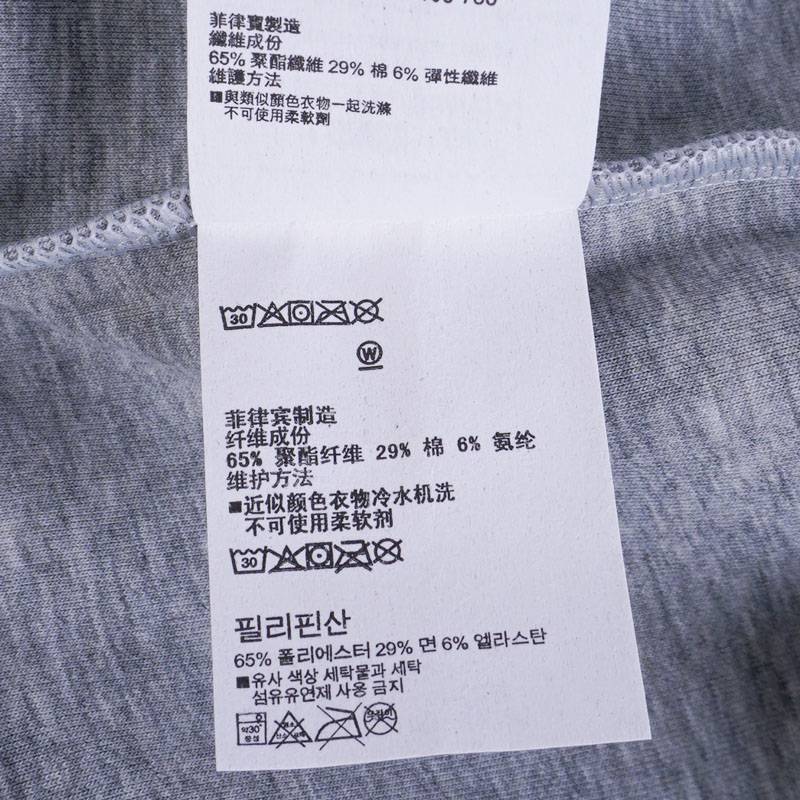 菲律賓製造
纖維成份
65% 聚酯纖維 29% 棉 6% 彈性纖維
維護方法
■與類似顏色衣物一起洗滌
不可使用柔軟劑
30
W
菲律宾制造
纤维成份
65% 聚酯纤维 29% 棉 6% 氨纶
维护方法
■近似颜色衣物冷水机洗
不可使用柔软剂
30
필리핀산
65% 폴리에스터 29% 면 6% 엘라스탄
■유사 색상 세탁물과 세탁
섬유유연제 사용 금지
약30°
중성